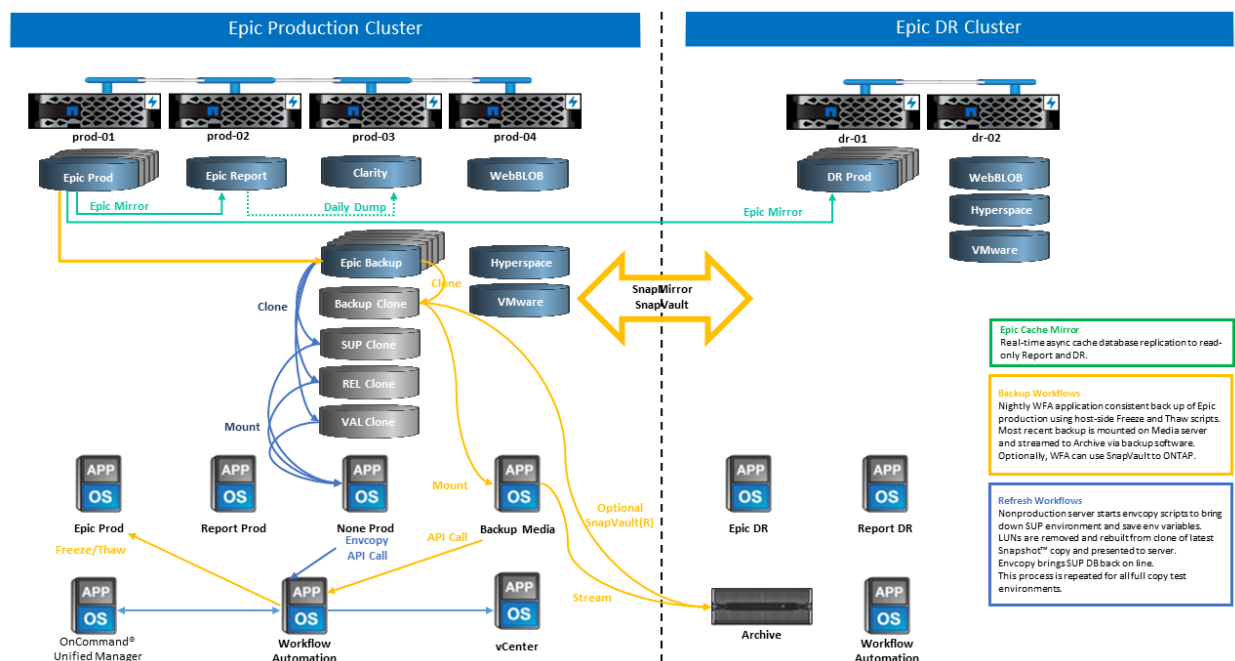 Epic Production Cluster
Epic DR Cluster
prod-01
prod-02
prod-03
prod-04
dr-01
dr-02
Epic Prod
Epic Report
Clarity
WebBLOB
DR Prod
WebBLOB
Epic Mirror
Daily Dump
Epic Mirror
Hyperspace
VMware
Epic Backup
Hyperspace
Clone
SnapMirror
SnapVault
Backup Clone
VMware
Clone
SUP Clone
REL Clone
VAL Clone
Mount
Epic Cache Mirror
Real-time async cache database replication to read-
only Report and DR.
Backup Workflows
Nightly WFA application consistent back up of Epic
production using host-side Freeze and Thaw scripts.
Most recent backup is mounted on Media server
and streamed to Archive via backup software.
Optionally, WFA can use SnapVault to ONTAP.
Refresh Workflows
Nonproduction server starts envcopy scripts to bring
down SUP environment and save env variables.
LUNs are removed and rebuilt from clone of latest
Snapshot™ copy and presented to server.
Envcopy brings SUP DB back on line.
This process is repeated for all full copy test
environments.
APP
OS
APP
OS
APP
OS
APP
OS
APP
OS
APP
OS
Mount
Optional
SnapVault(R)
Epic Prod
Report Prod
None Prod
Backup Media
Epic DR
Report DR
Envcopy
API Call
API Call
Freeze/Thaw
APP
OS
APP
OS
APP
OS
APP
OS
Stream
Archive
OnCommand®
Unified Manager
Workflow
Automation
vCenter
Workflow
Automation